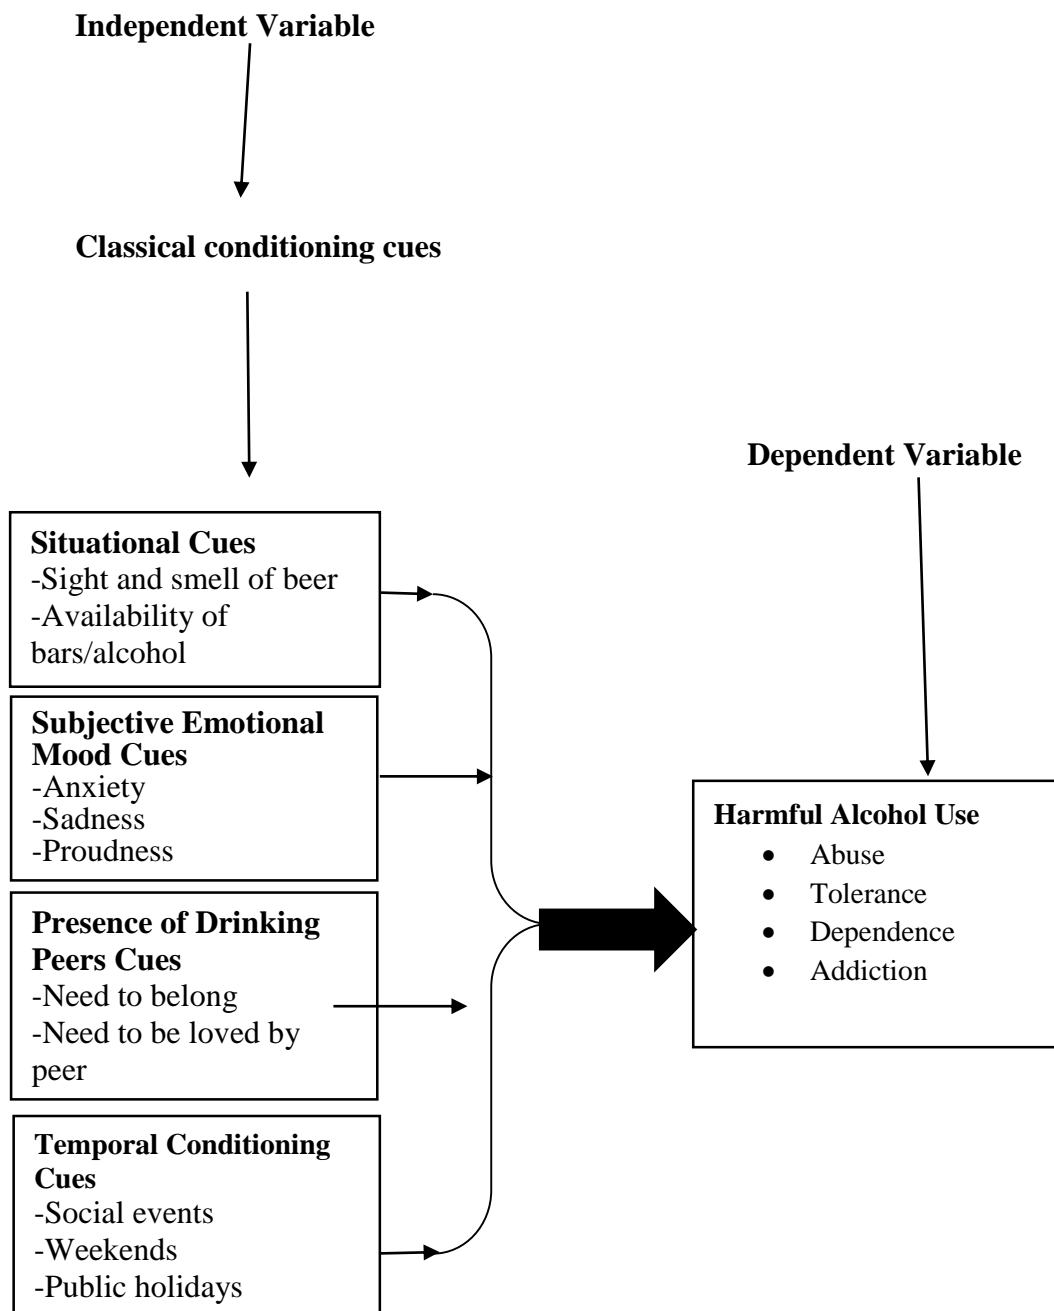 Independent Variable
Classical conditioning cues
Dependent Variable
Situational Cues
-Sight and smell of beer
-Availability of
bars/alcohol
Subjective Emotional
Mood Cues
-Anxiety
-Sadness
-Proudness
Presence of Drinking
Peers Cues
-Need to belong
-Need to be loved by
peer
Temporal Conditioning
Cues
-Social events
-Weekends
-Public holidays
Harmful Alcohol Use
• Abuse
• Tolerance
• Dependence
• Addiction